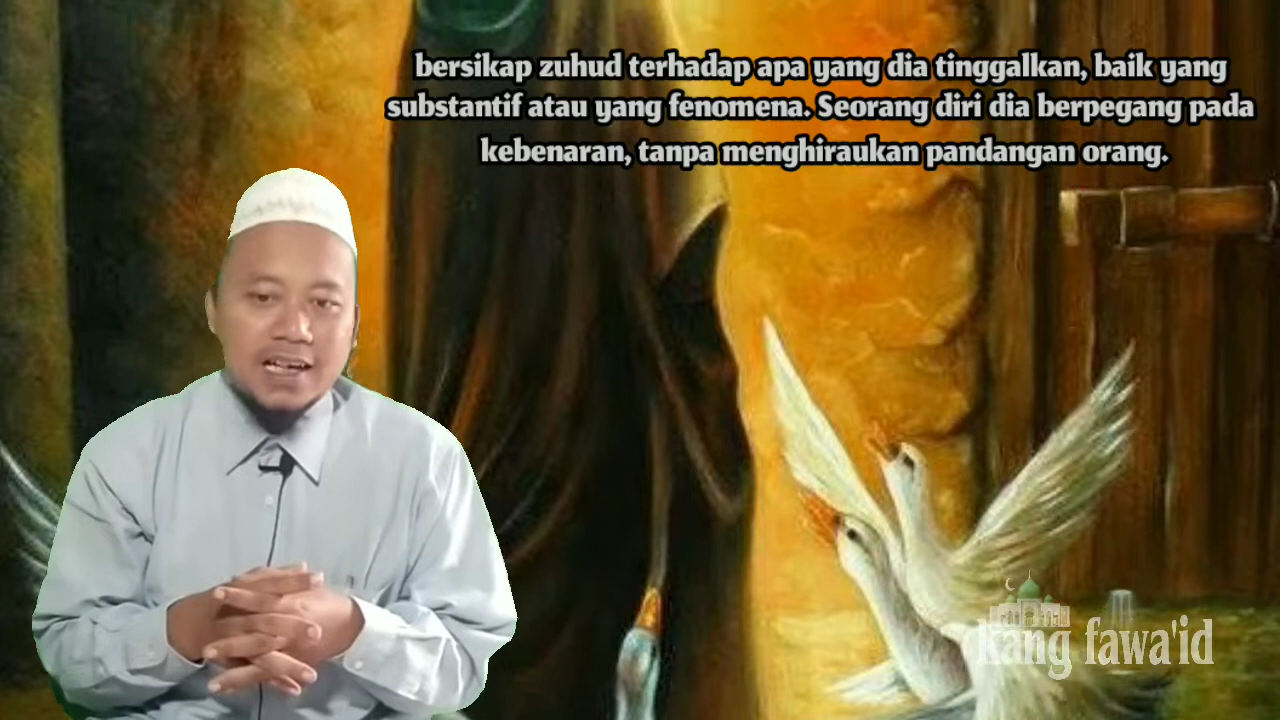 bersikap zuhud terhadap apa yang dia tinggalkan, baik yang
substantif atau yang fenomena. Seorang diri dia berpegang pada
kebenaran, tanpa menghiraukan pandangan orang.
kang fawa'id